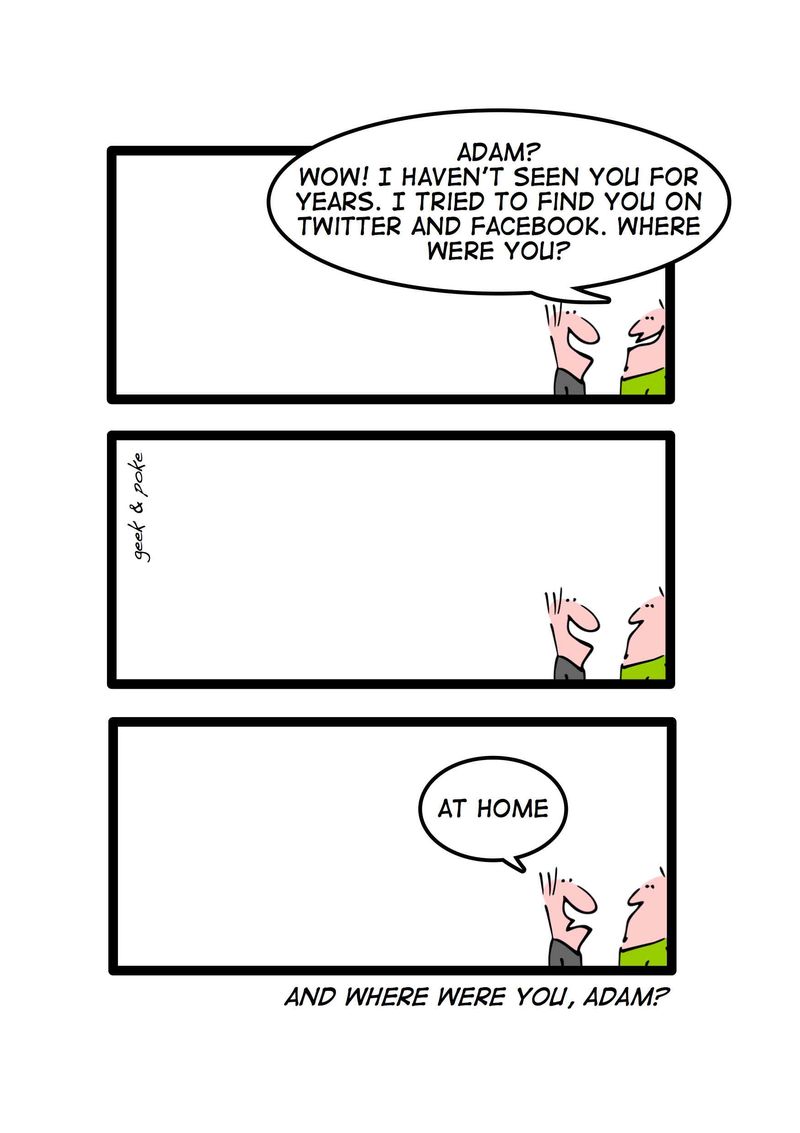 ADAM?
WOW! I HAVEN'T SEEN YOU FOR
YEARS. I TRIED TO FIND YOU ON
TWITTER AND FACEBOOK. WHERE
WERE YOU?
geek & poke
AT HOME
AND WHERE WERE YOU, ADAM?